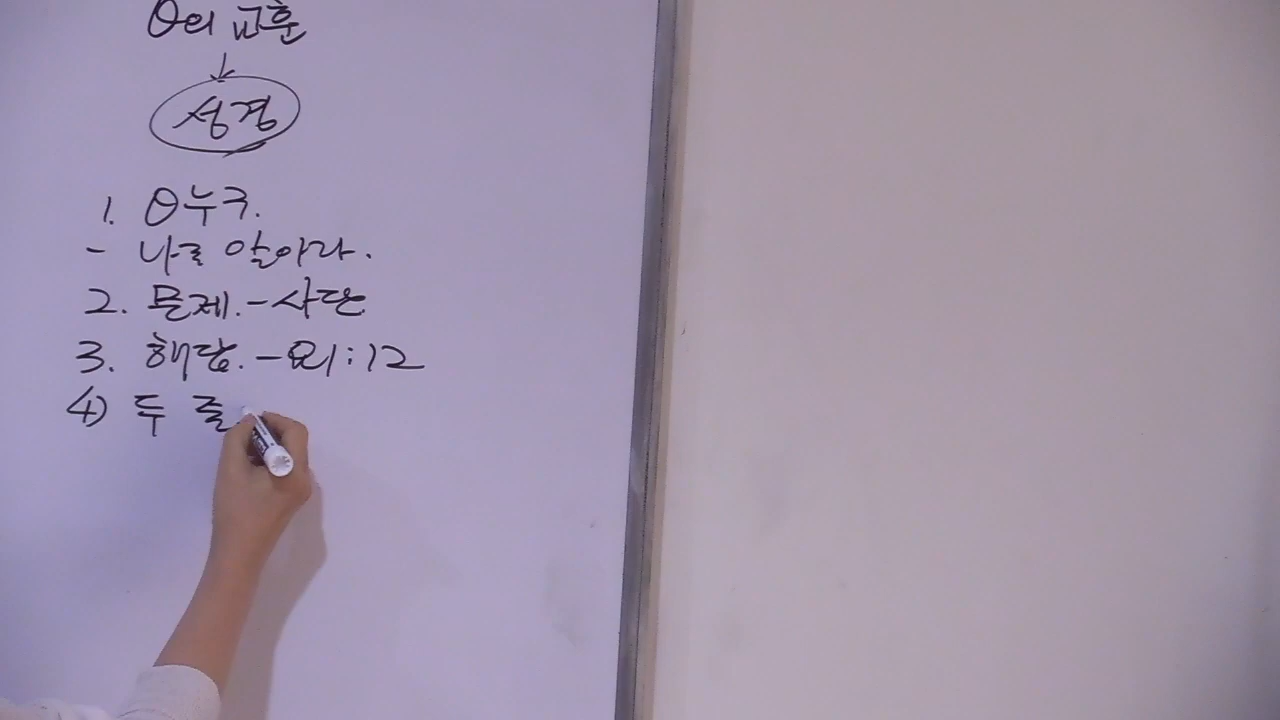 θ의 교훈
↓
성경
1. θ누구.
- 나로 알아라.
2. 문제. - 사단
3. 해답. - 요1:12
4) 두 줄